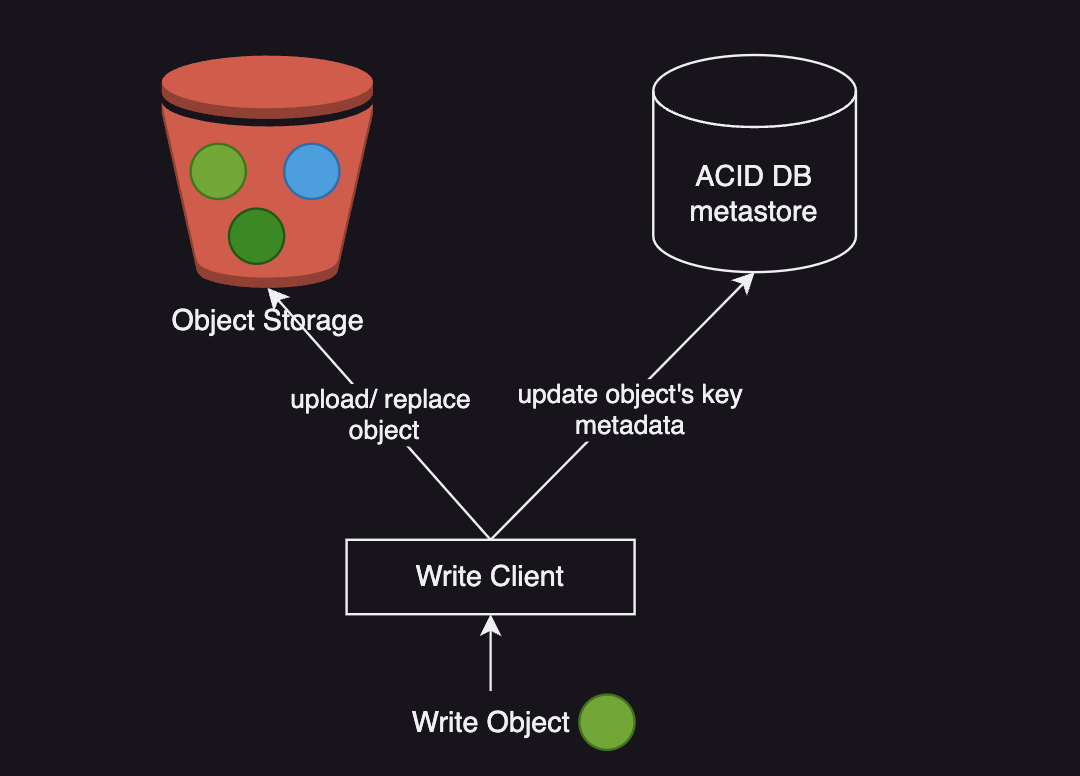 ACID DB
metastore
Object Storage
upload/ replace
object
update object's key
metadata
Write Client
Write Object